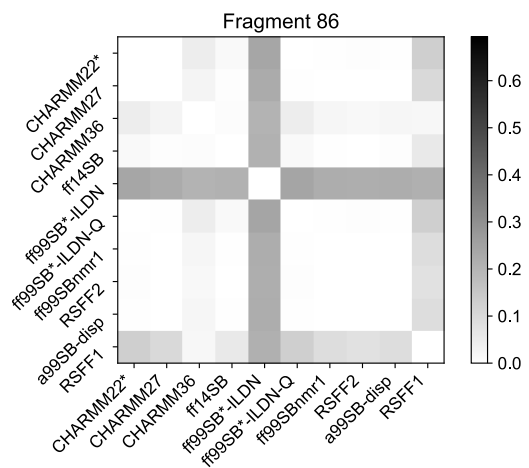 Fragment 86
CHARMM22*
CHARMM27
CHARMM36
ff14SB
ff99SB*-ILDN
ff99SB*-ILDN-Q
ff99SBnmr1
RSFF2
a99SB-disp
RSFF1
CHARMM22*
CHARMM27
CHARMM36
ff14SB
ff99SB*-ILDN
ff99SB*-ILDN-Q
ff99SBnmr1
RSFF2
a99SB-disp
RSFF1
0.6
0.5
0.4
0.3
0.2
0.1
0.0